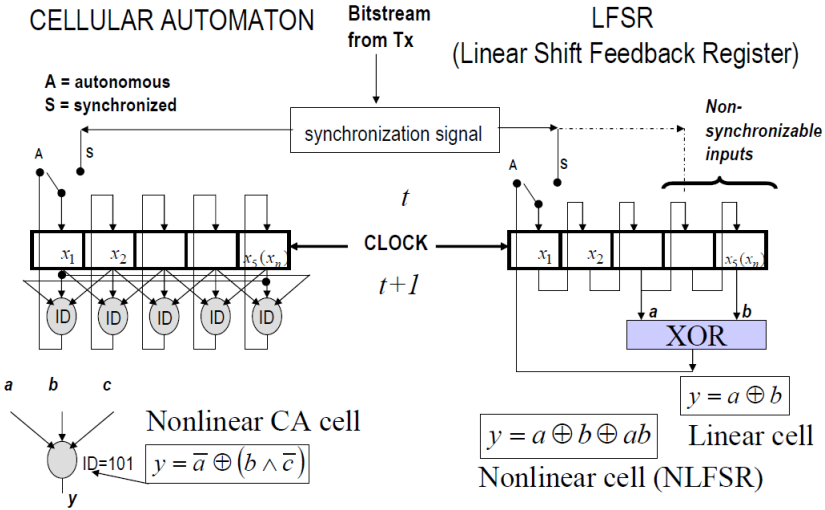 CELLULAR AUTOMATON
Bitstream
from Tx
LFSR
(Linear Shift Feedback Register)
A = autonomous
S = synchronized
synchronization signal
Non-
synchronizable
inputs
A
S
A
S
t
x₁ x₂ x₅(xₙ)
CLOCK
x₁ x₂ x₅(xₙ)
t+1
ID ID ID ID ID
a b
XOR
a b c
y = a ⊕ b
Nonlinear CA cell
Linear cell
y = a ⊕ b ⊕ ab
ID=101
y = a̅ ⊕ (b ∧ c̅)
Nonlinear cell (NLFSR)
y